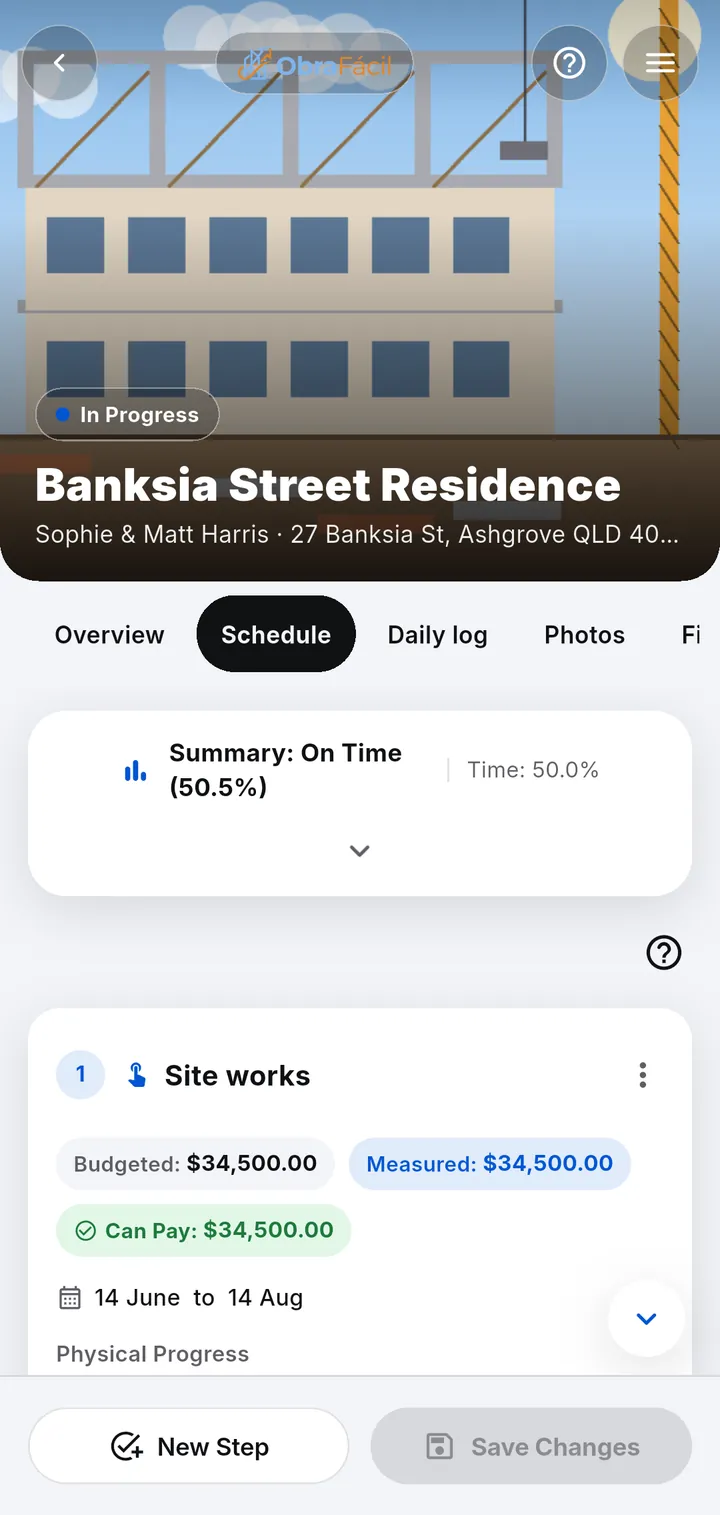 ObraFácil
In Progress
Banksia Street Residence
Sophie & Matt Harris · 27 Banksia St, Ashgrove QLD 40...
Overview Schedule Daily log Photos Fi
Summary: On Time
(50.5%)
Time: 50.0%
1 Site works
Budgeted: $34,500.00 Measured: $34,500.00
Can Pay: $34,500.00
14 June to 14 Aug
Physical Progress
New Step Save Changes